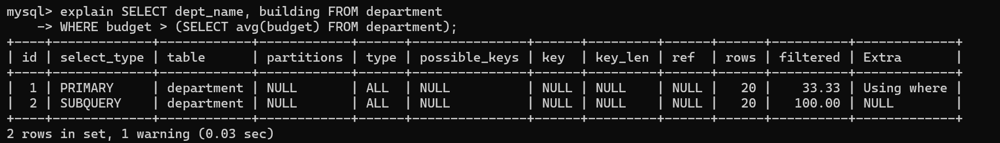 mysql> explain SELECT dept_name, building FROM department
    -> WHERE budget > (SELECT avg(budget) FROM department);
+----+-------------+------------+------------+------+---------------+------+---------+------+------+----------+-------------+
| id | select_type | table      | partitions | type | possible_keys | key  | key_len | ref  | rows | filtered | Extra       |
+----+-------------+------------+------------+------+---------------+------+---------+------+------+----------+-------------+
|  1 | PRIMARY     | department | NULL       | ALL  | NULL          | NULL | NULL    | NULL |   20 |    33.33 | Using where |
|  2 | SUBQUERY    | department | NULL       | ALL  | NULL          | NULL | NULL    | NULL |   20 |   100.00 | NULL        |
+----+-------------+------------+------------+------+---------------+------+---------+------+------+----------+-------------+
2 rows in set, 1 warning (0.03 sec)